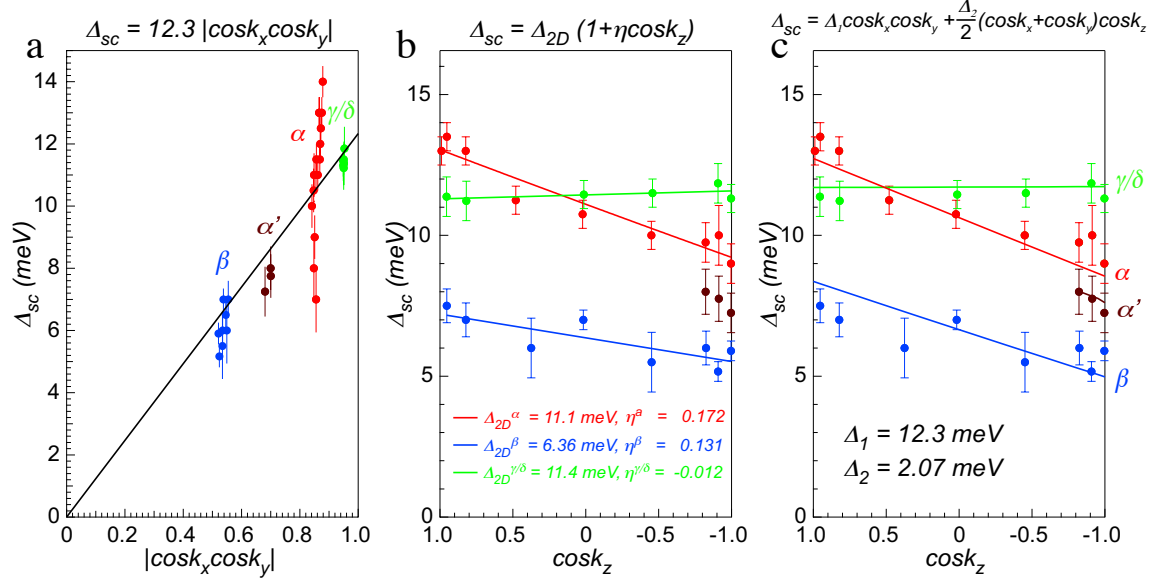 a
Δsc = 12.3 |coskxcosky|
14
12
10
8
6
4
2
0
Δsc (meV)
β
α'
α
γ/δ
0
0.2
0.4
0.6
0.8
1.0
|coskxcosky|
b
Δsc = Δ2D (1+ηcoskz)
15
10
5
0
Δsc (meV)
Δ2Dα = 11.1 meV, ηa = 0.172
Δ2Dβ = 6.36 meV, ηβ = 0.131
Δ2Dγ/δ = 11.4 meV, ηγ/δ = -0.012
1.0
0.5
0
-0.5
-1.0
coskz
c
Δsc = Δ1coskxcosky + Δ2/2(coskx+cosky)coskz
15
10
5
0
Δsc (meV)
γ/δ
α
α'
β
Δ1 = 12.3 meV
Δ2 = 2.07 meV
1.0
0.5
0
-0.5
-1.0
coskz